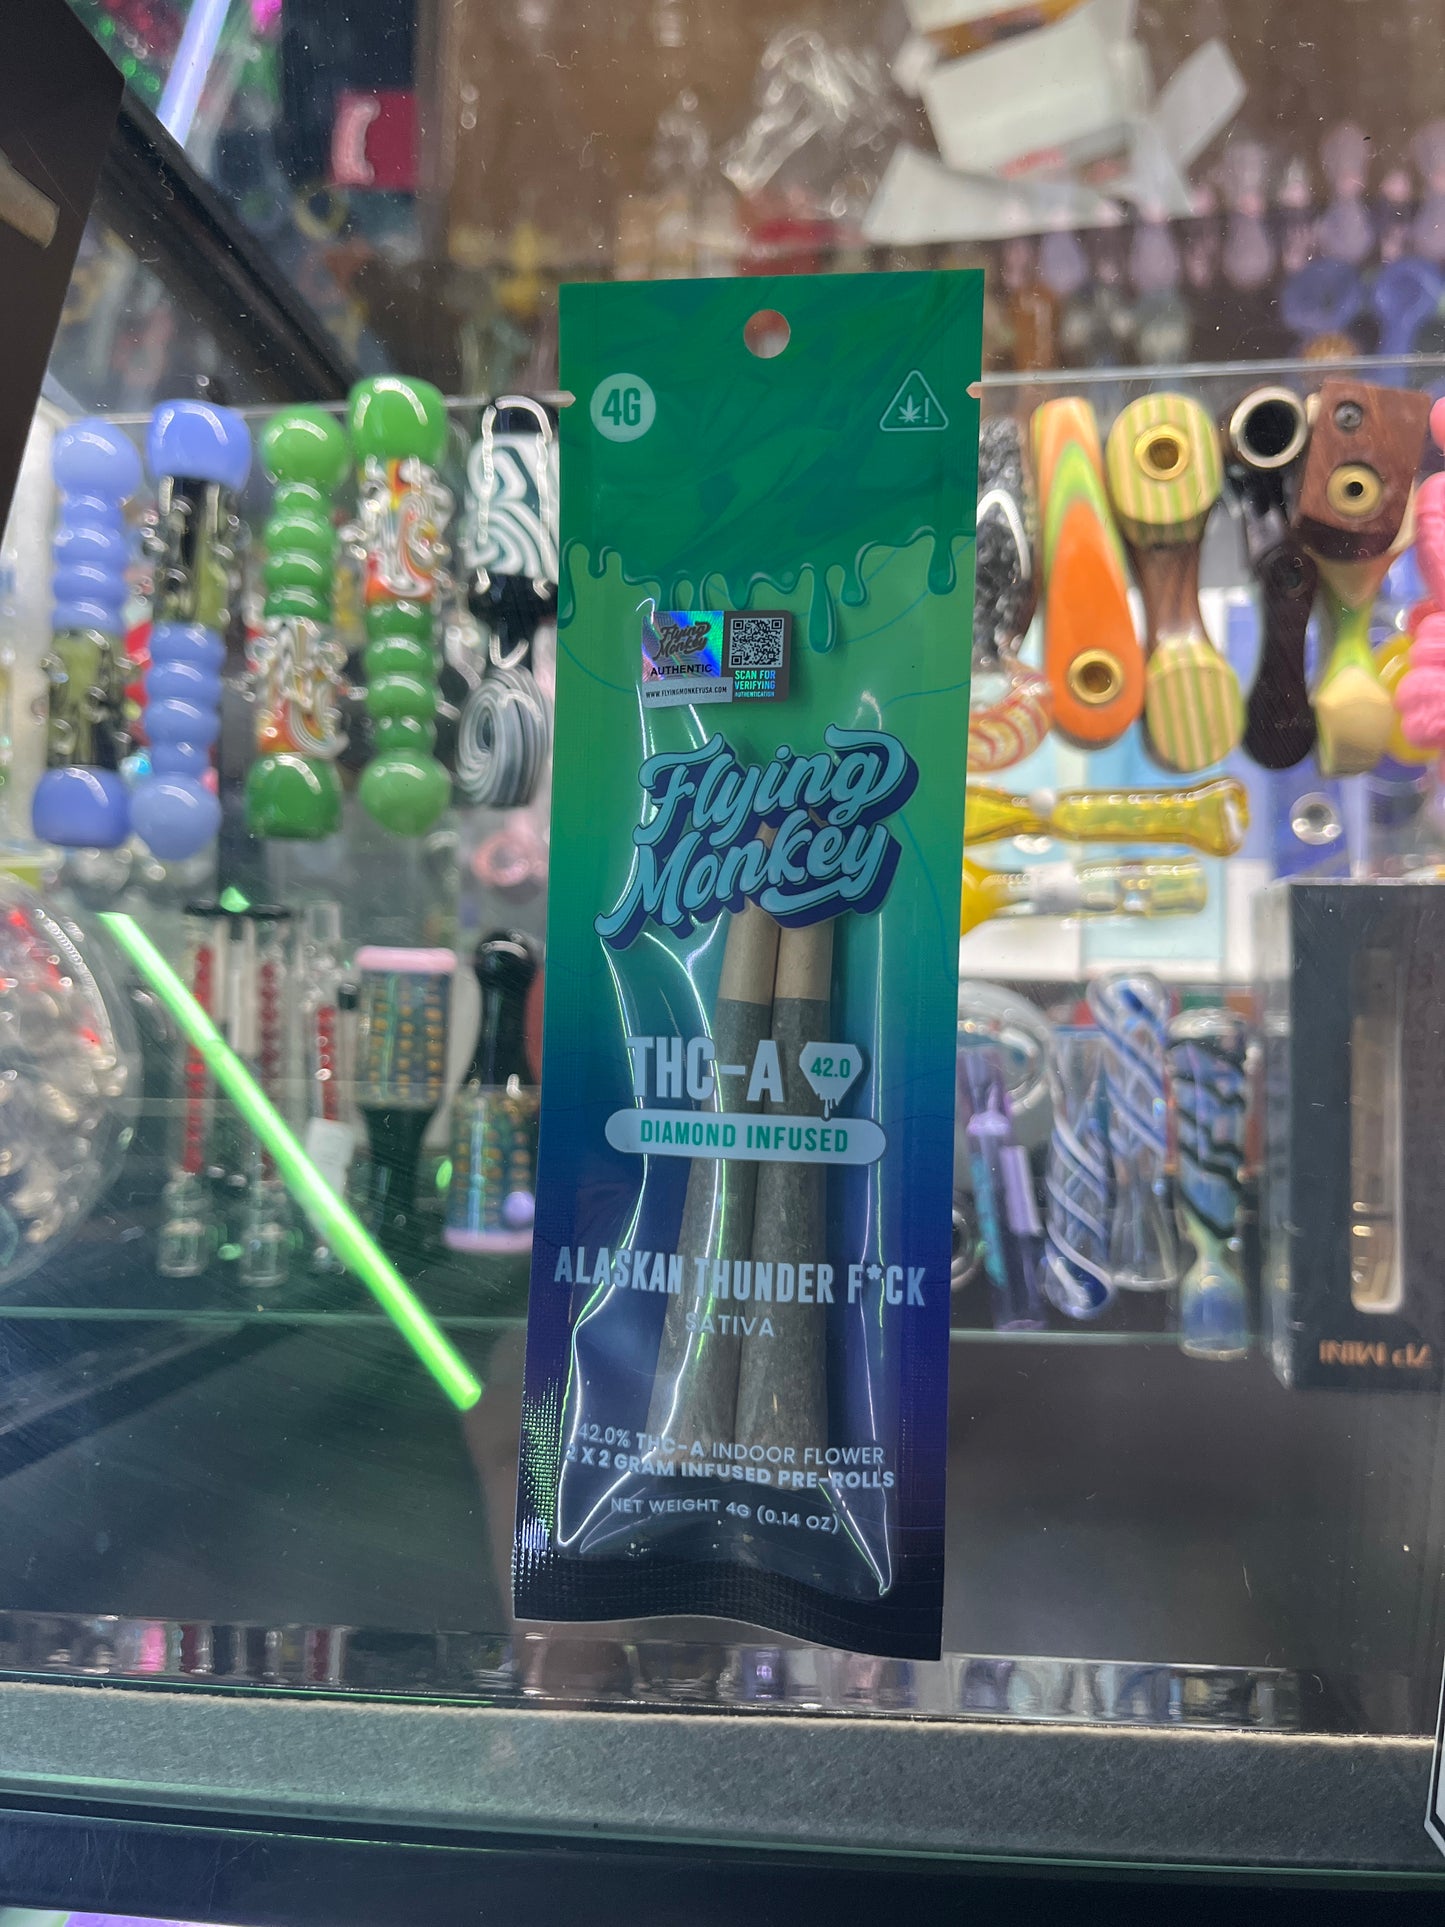 4G
Flying
Monkey
AUTHENTIC
WWW.FLYINGMONKEYUSA.COM
SCAN FOR
VERIFYING
AUTHENTICATION
Flying
Monkey
THC-A 42.0
DIAMOND INFUSED
ALASKAN THUNDER F*CK
SATIVA
42.0% THC-A INDOOR FLOWER
2 X 2 GRAM INFUSED PRE-ROLLS
NET WEIGHT 4G (0.14 OZ)
MINI